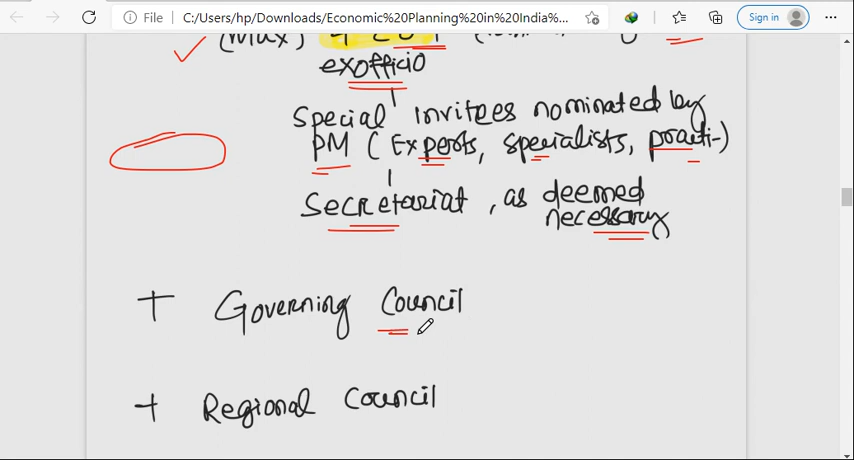 File | C:/Users/hp/Downloads/Economic%20Planning%20in%20India%...
Sign in
(Max)
exofficio
Special invitees nominated by
PM (Experts, specialists, practi-)
Secretariat, as deemed
necessary
+ Governing Council
+ Regional Council